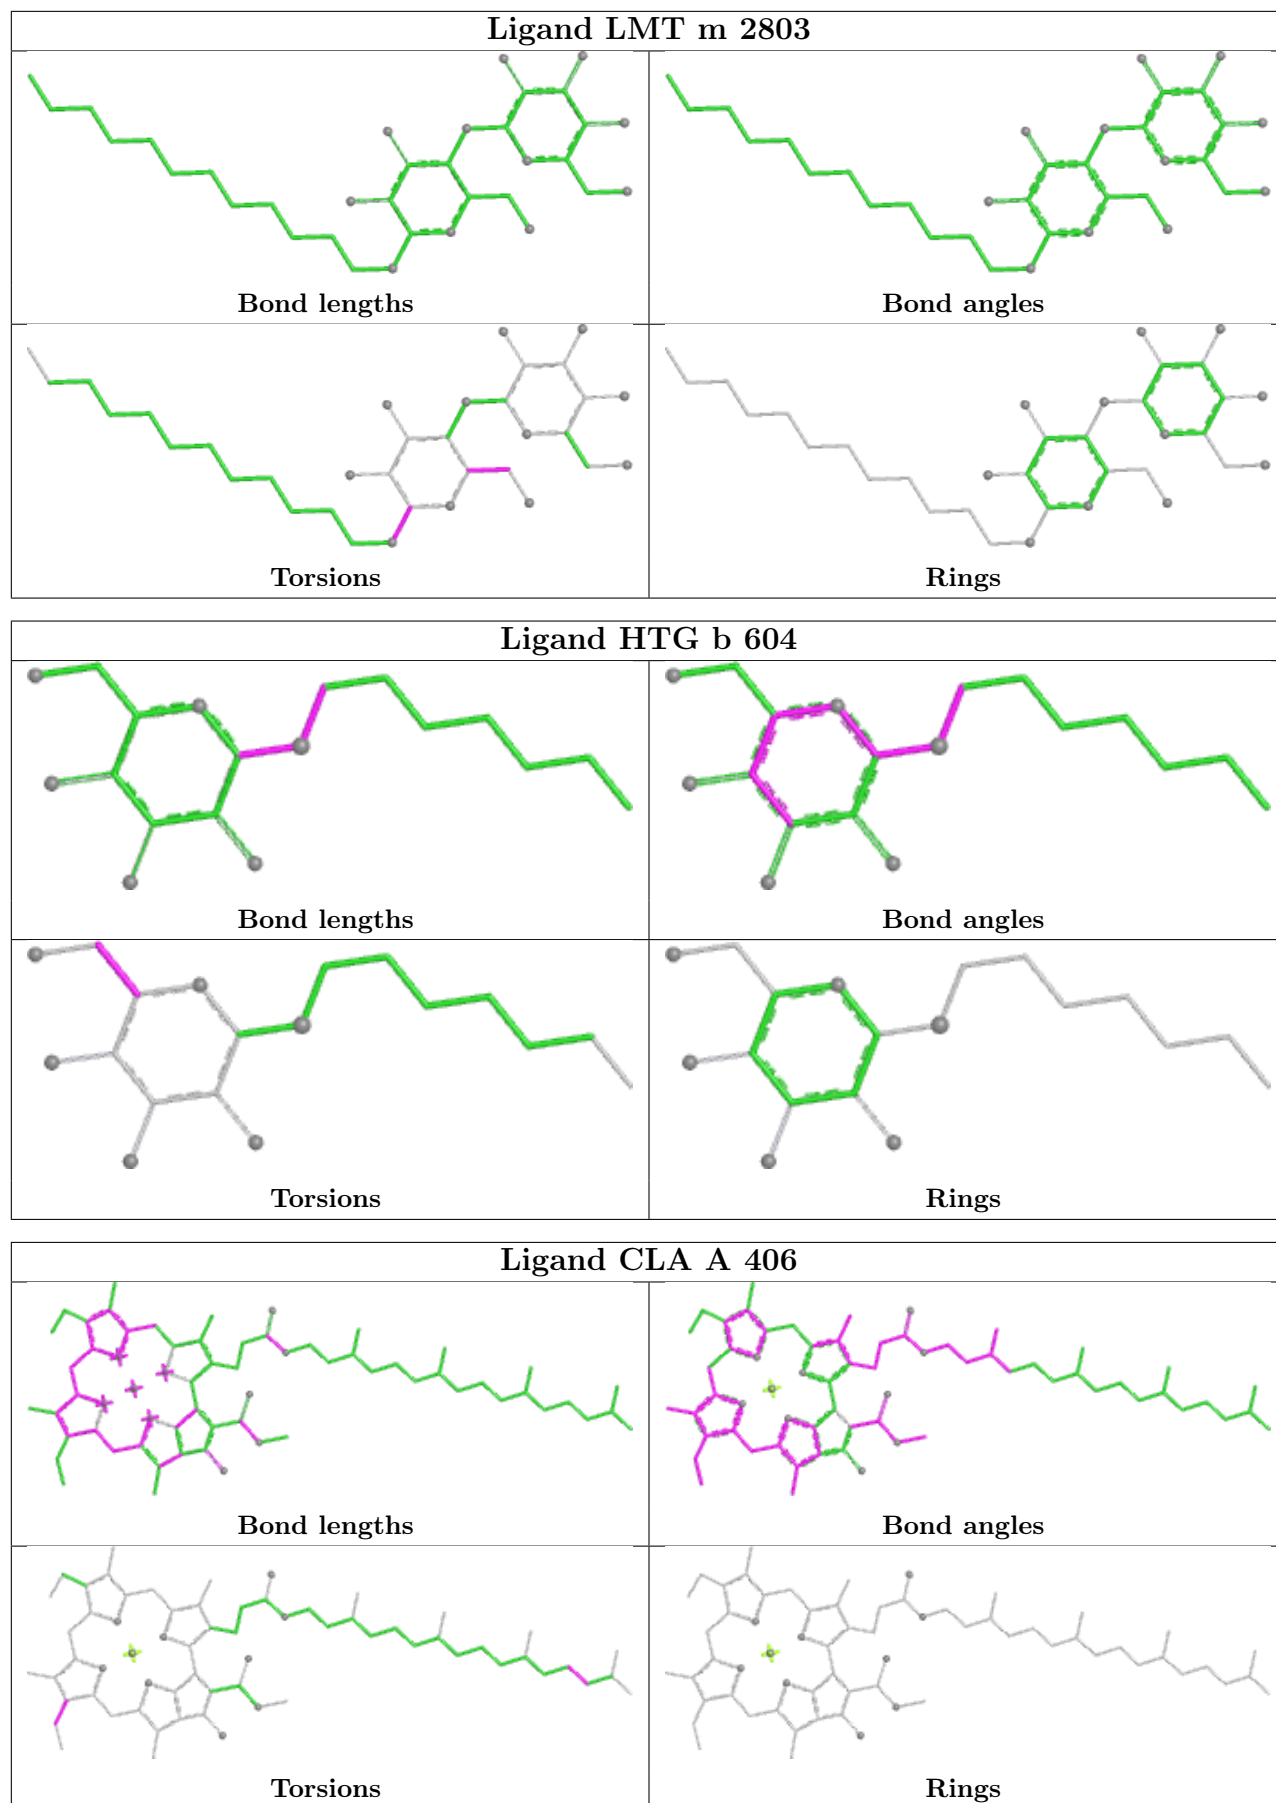 Ligand LMT m 2803
Bond lengths
Bond angles
Torsions
Rings
Ligand HTG b 604
Bond lengths
Bond angles
Torsions
Rings
Ligand CLA A 406
Bond lengths
Bond angles
Torsions
Rings